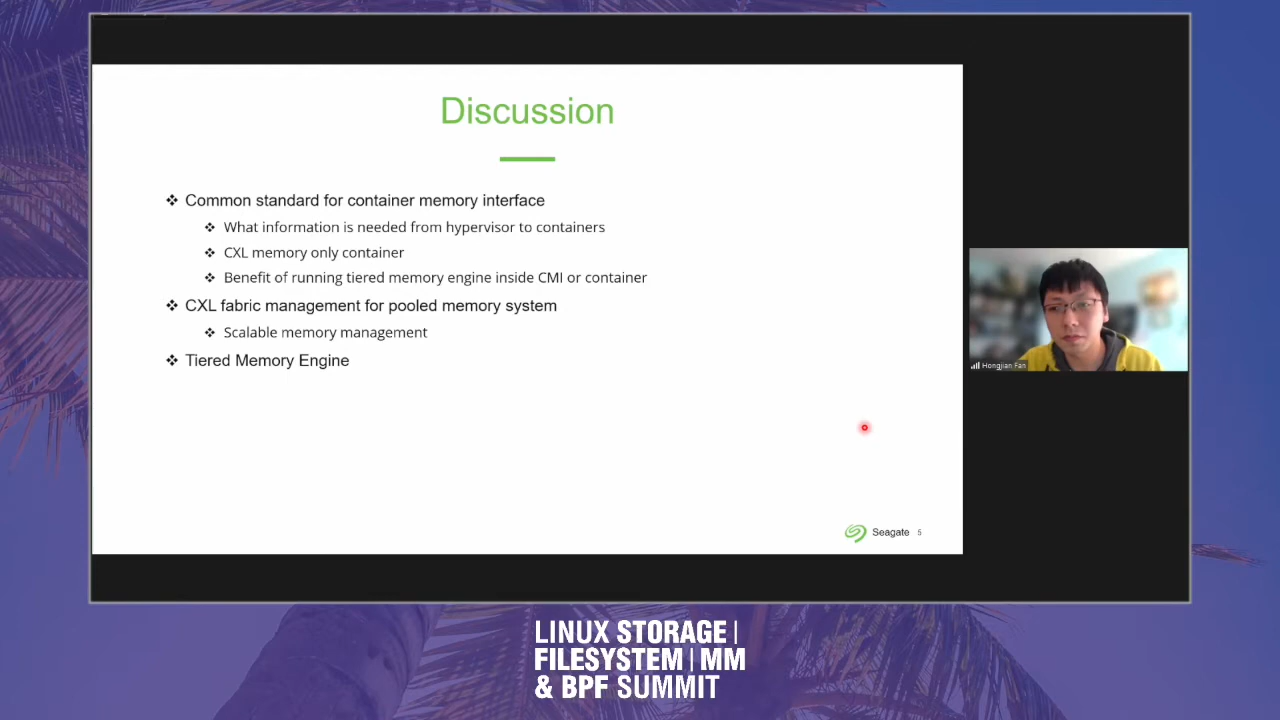 Discussion
❖ Common standard for container memory interface
❖ What information is needed from hypervisor to containers
❖ CXL memory only container
❖ Benefit of running tiered memory engine inside CMI or container
❖ CXL fabric management for pooled memory system
❖ Scalable memory management
❖ Tiered Memory Engine
Seagate 5
Hongjian Fan
LINUX STORAGE |
FILESYSTEM | MM
& BPF SUMMIT